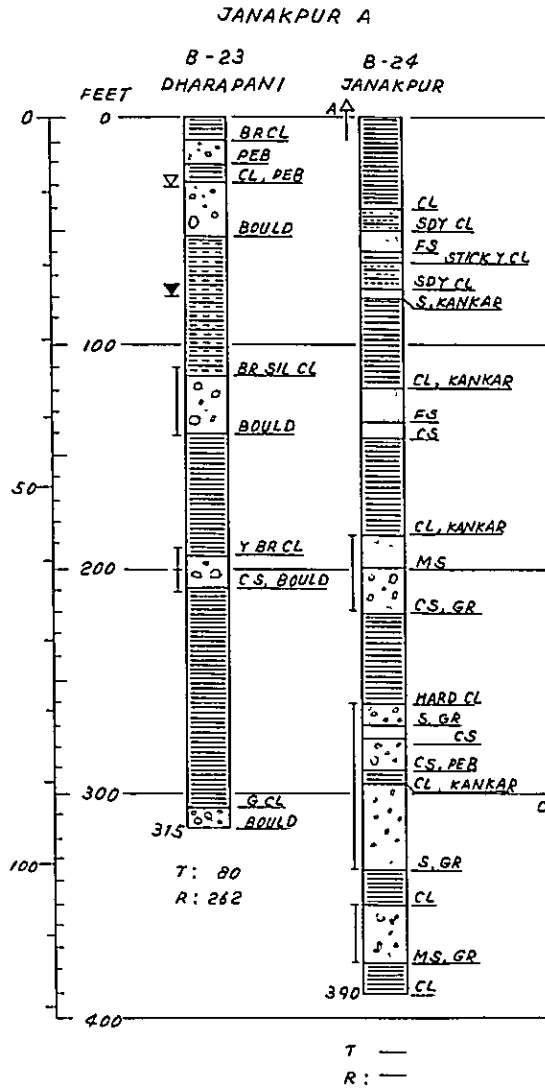 JANAKPUR A
B-23
DHARAPANI
B-24
JANAKPUR
FEET
A
0
0
BR CL
PEB
CL, PEB
BOULD
BR SIL CL
BOULD
Y BR CL
CS, BOULD
G CL
BOULD
315
T: 80
R: 262
CL
SDY CL
FS
STICKY CL
SDY CL
S, KANKAR
CL, KANKAR
FS
CS
CL, KANKAR
MS
CS, GR
HARD CL
S, GR
CS
CS, PEB
CL, KANKAR
S, GR
CL
MS, GR
CL
390
T —
R: —
100
50
200
300
100
400